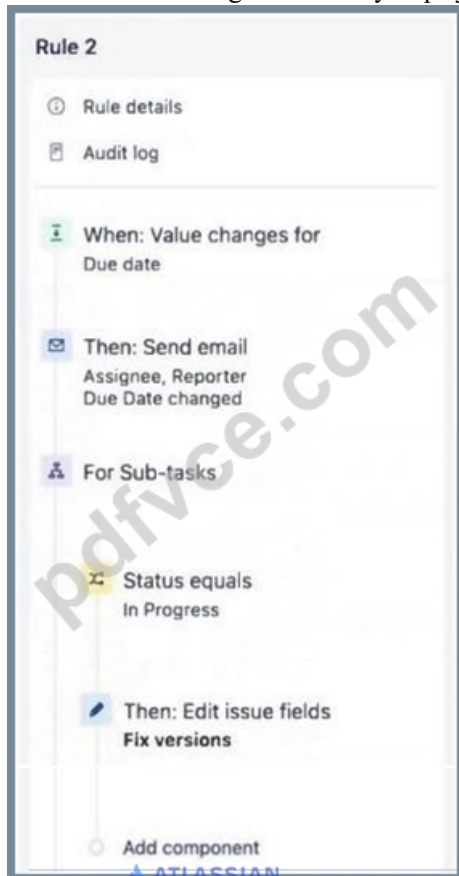 Rule 2
Rule details
Audit log
When: Value changes for
Due date
Then: Send email
Assignee, Reporter
Due Date changed
For Sub-tasks
Status equals
In Progress
Then: Edit issue fields
Fix versions
Add component
ATLASSIAN
pdfvce.com